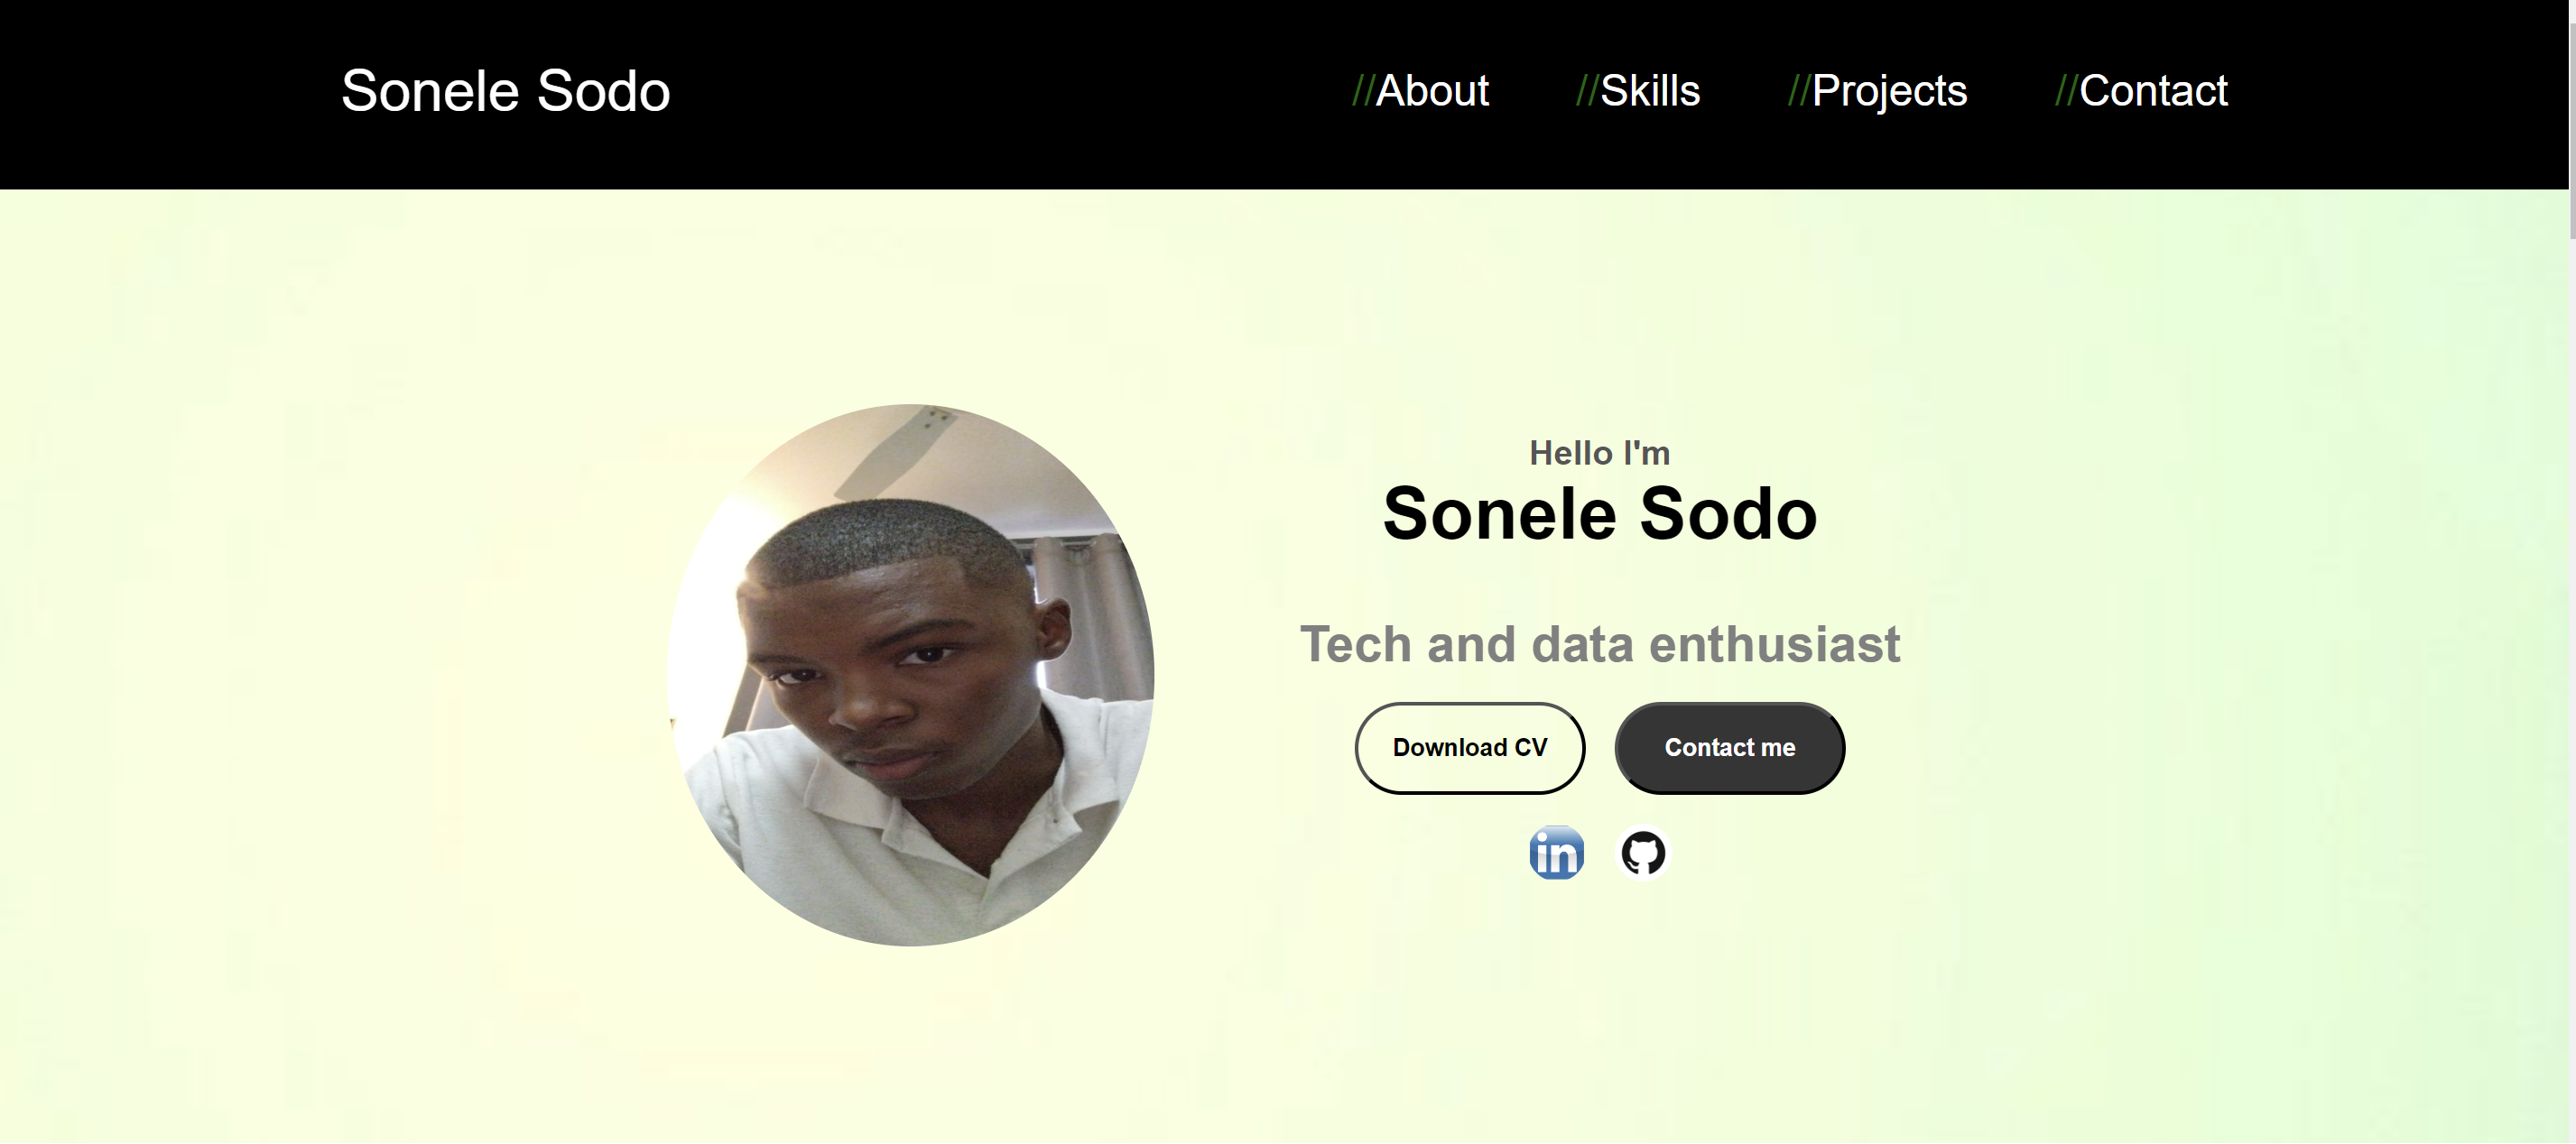 Sonele Sodo
//About //Skills //Projects //Contact
Hello I'm
Sonele Sodo
Tech and data enthusiast
Download CV Contact me
in